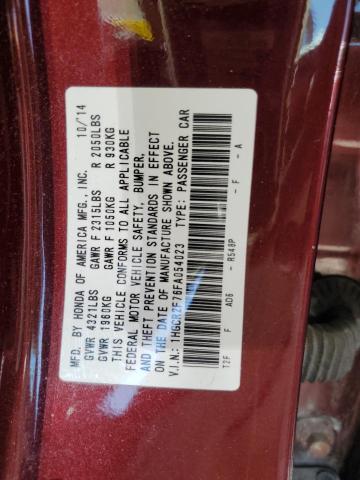 MFD. BY HONDA OF AMERICA MFG., INC. 10/14
GVWR 4321LBS GAWR F 2315LBS R 2050LBS
GVWR 1960KG GAWR F 1050KG R 930KG
THIS VEHICLE CONFORMS TO ALL APPLICABLE
FEDERAL MOTOR VEHICLE SAFETY, BUMPER,
AND THEFT PREVENTION STANDARDS IN EFFECT
ON THE DATE OF MANUFACTURE SHOWN ABOVE.
V.I.N.: 1HGCR2F76FA054023 TYPE: PASSENGER CAR
T2F F AD6 - R548P - F - A